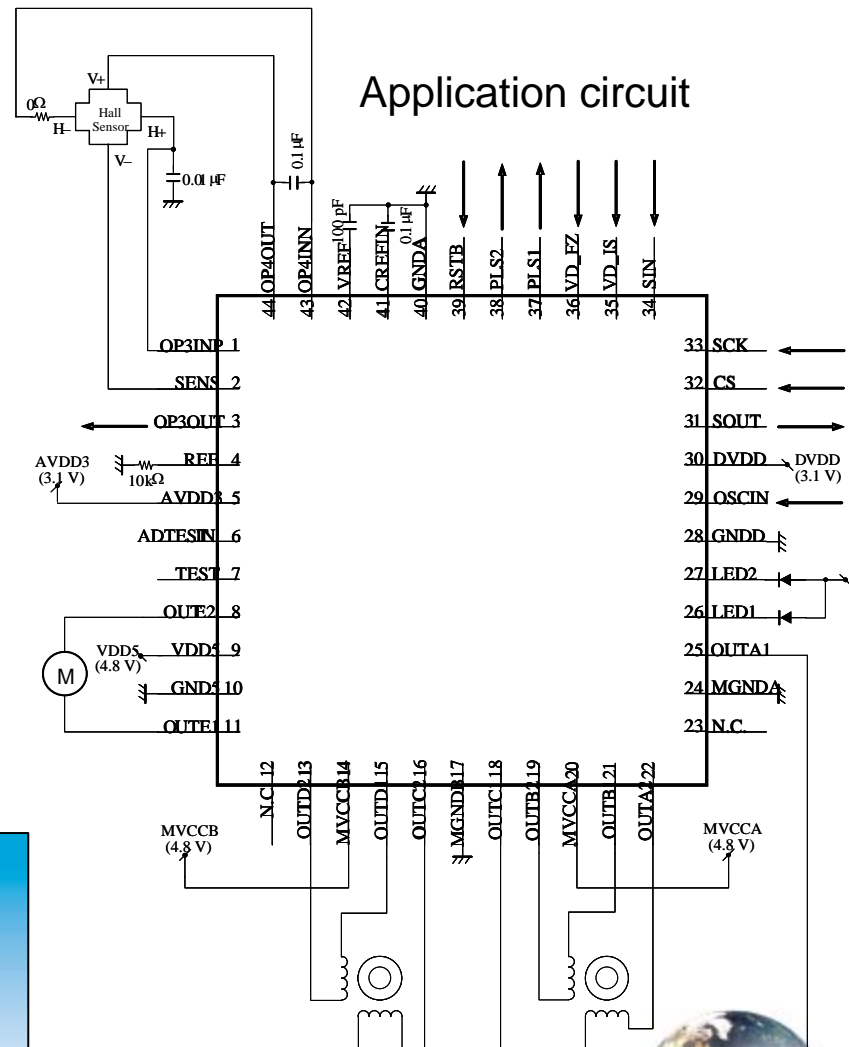 Application circuit
V+
0Ω
Hall
Sensor
H−
H+
V−
0.01 μF
0.1 μF
100 pF
0.1 μF
44 OP4OUT
43 OP4INN
42 VREF
41 CREFIN
40 GNDA
39 RSTB
38 PLS2
37 PLS1
36 VD_FZ
35 VD_IS
34 SIN
OP3INP 1
SENS 2
OP3OUT 3
REF 4
10kΩ
AVDD3
(3.1 V)
AVDD3 5
ADTESTIN 6
TEST 7
OUTE2 8
VDD5
(4.8 V)
VDD5 9
M
GND5 10
OUTE1 11
33 SCK
32 CS
31 SOUT
30 DVDD
DVDD
(3.1 V)
29 OSCIN
28 GNDD
27 LED2
26 LED1
25 OUTA1
24 MGNDA
23 N.C.
N.C. 12
OUTD2 13
MVCCB 14
OUTD1 15
OUTC2 16
MGNDB 17
OUTC1 18
OUTB2 19
MVCCA 20
OUTB1 21
OUTA2 22
MVCCB
(4.8 V)
MVCCA
(4.8 V)